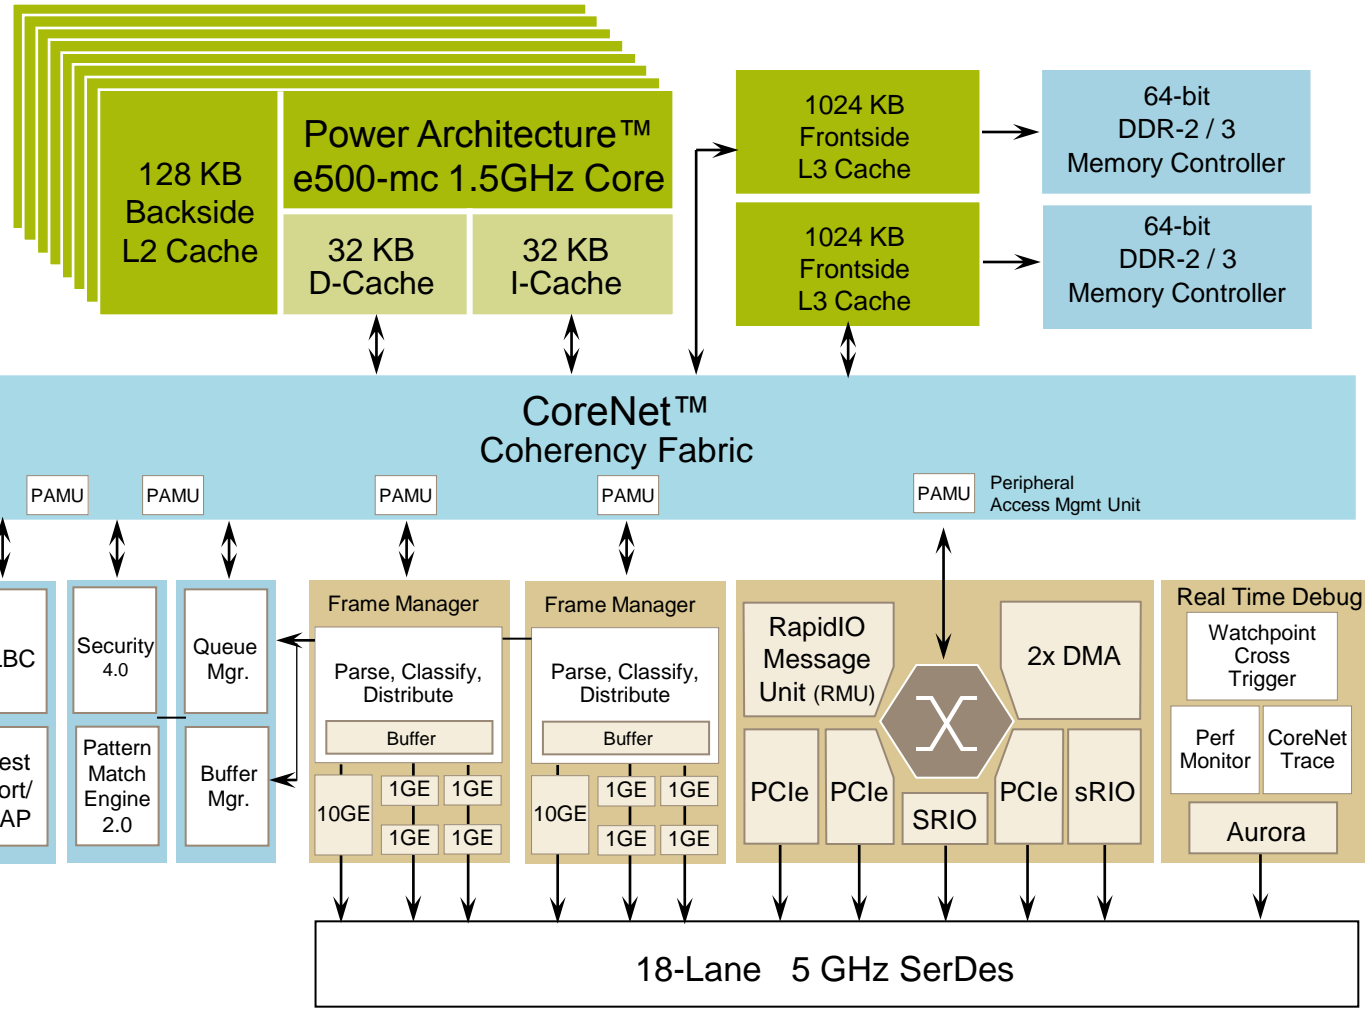 128 KB
Backside
L2 Cache
Power Architecture™
e500-mc 1.5GHz Core
32 KB
D-Cache
32 KB
I-Cache
1024 KB
Frontside
L3 Cache
64-bit
DDR-2 / 3
Memory Controller
1024 KB
Frontside
L3 Cache
64-bit
DDR-2 / 3
Memory Controller
CoreNet™
Coherency Fabric
PAMU
PAMU
PAMU
PAMU
PAMU
Peripheral
Access Mgmt Unit
BC
est
ort/
AP
Security
4.0
Pattern
Match
Engine
2.0
Queue
Mgr.
Buffer
Mgr.
Frame Manager
Parse, Classify,
Distribute
Buffer
10GE
1GE 1GE
1GE 1GE
Frame Manager
Parse, Classify,
Distribute
Buffer
10GE
1GE 1GE
1GE 1GE
RapidIO
Message
Unit (RMU)
2x DMA
PCIe
PCIe
SRIO
PCIe
sRIO
Real Time Debug
Watchpoint
Cross
Trigger
Perf
Monitor
CoreNet
Trace
Aurora
18-Lane 5 GHz SerDes